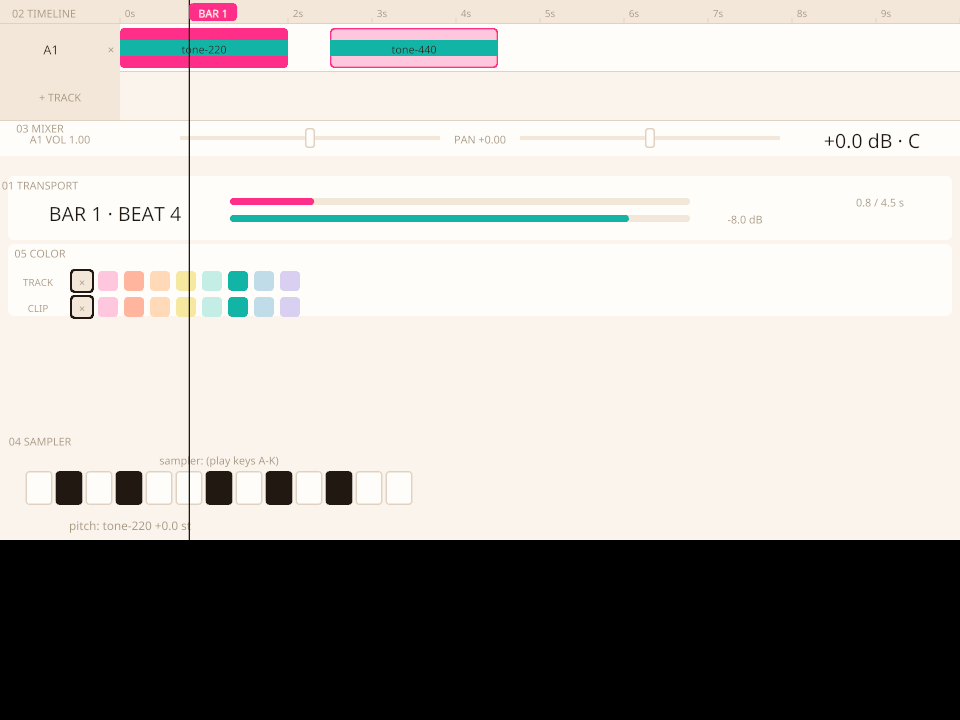 02 TIMELINE 0s BAR 1 2s 3s 4s 5s 6s 7s 8s 9s
A1 × tone-220 tone-440
+ TRACK
03 MIXER
A1 VOL 1.00 PAN +0.00 +0.0 dB · C
01 TRANSPORT
BAR 1 · BEAT 4 -8.0 dB 0.8 / 4.5 s
05 COLOR
TRACK ×
CLIP ×
04 SAMPLER
sampler: (play keys A-K)
pitch: tone-220 +0.0 st